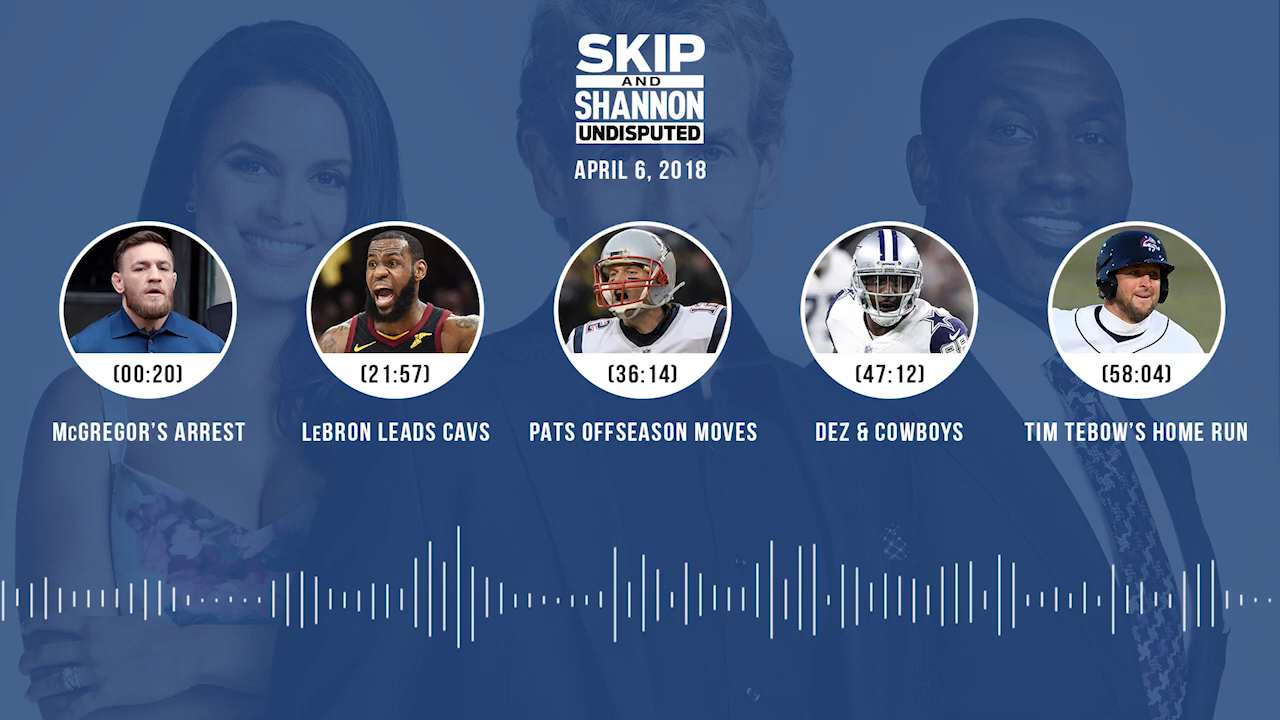 SKIP
AND
SHANNON
UNDISPUTED
APRIL 6, 2018
(00:20)
(21:57)
(36:14)
(47:12)
(58:04)
McGREGOR'S ARREST
LeBRON LEADS CAVS
PATS OFFSEASON MOVES
DEZ & COWBOYS
TIM TEBOW'S HOME RUN